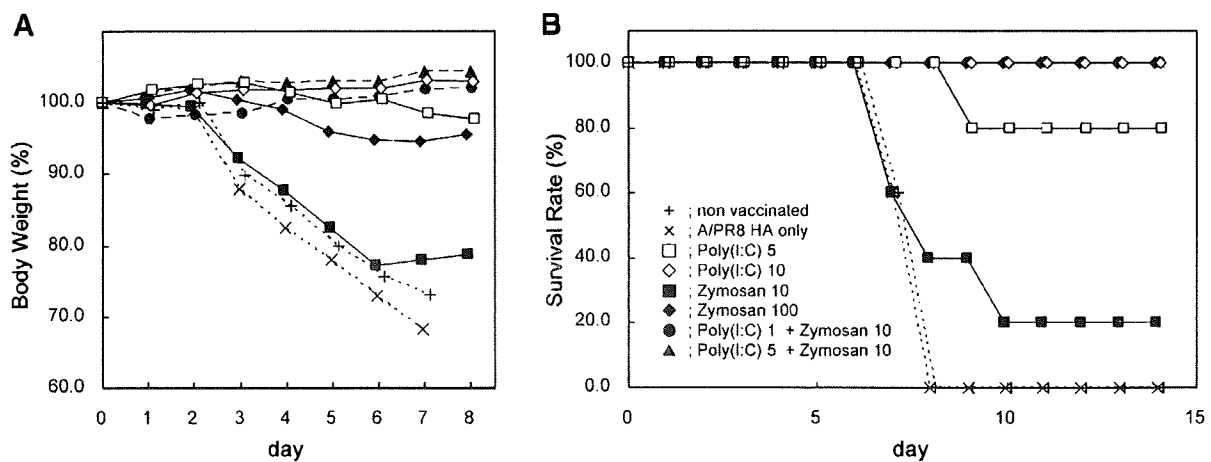 A
100.0
90.0
80.0
70.0
60.0
Body Weight (%)
0 1 2 3 4 5 6 7 8
day
B
100.0
80.0
60.0
40.0
20.0
0.0
Survival Rate (%)
0 5 10 15
day
; non vaccinated
; A/PR8 HA only
; Poly(I:C) 5
; Poly(I:C) 10
; Zymosan 10
; Zymosan 100
; Poly(I:C) 1 + Zymosan 10
; Poly(I:C) 5 + Zymosan 10